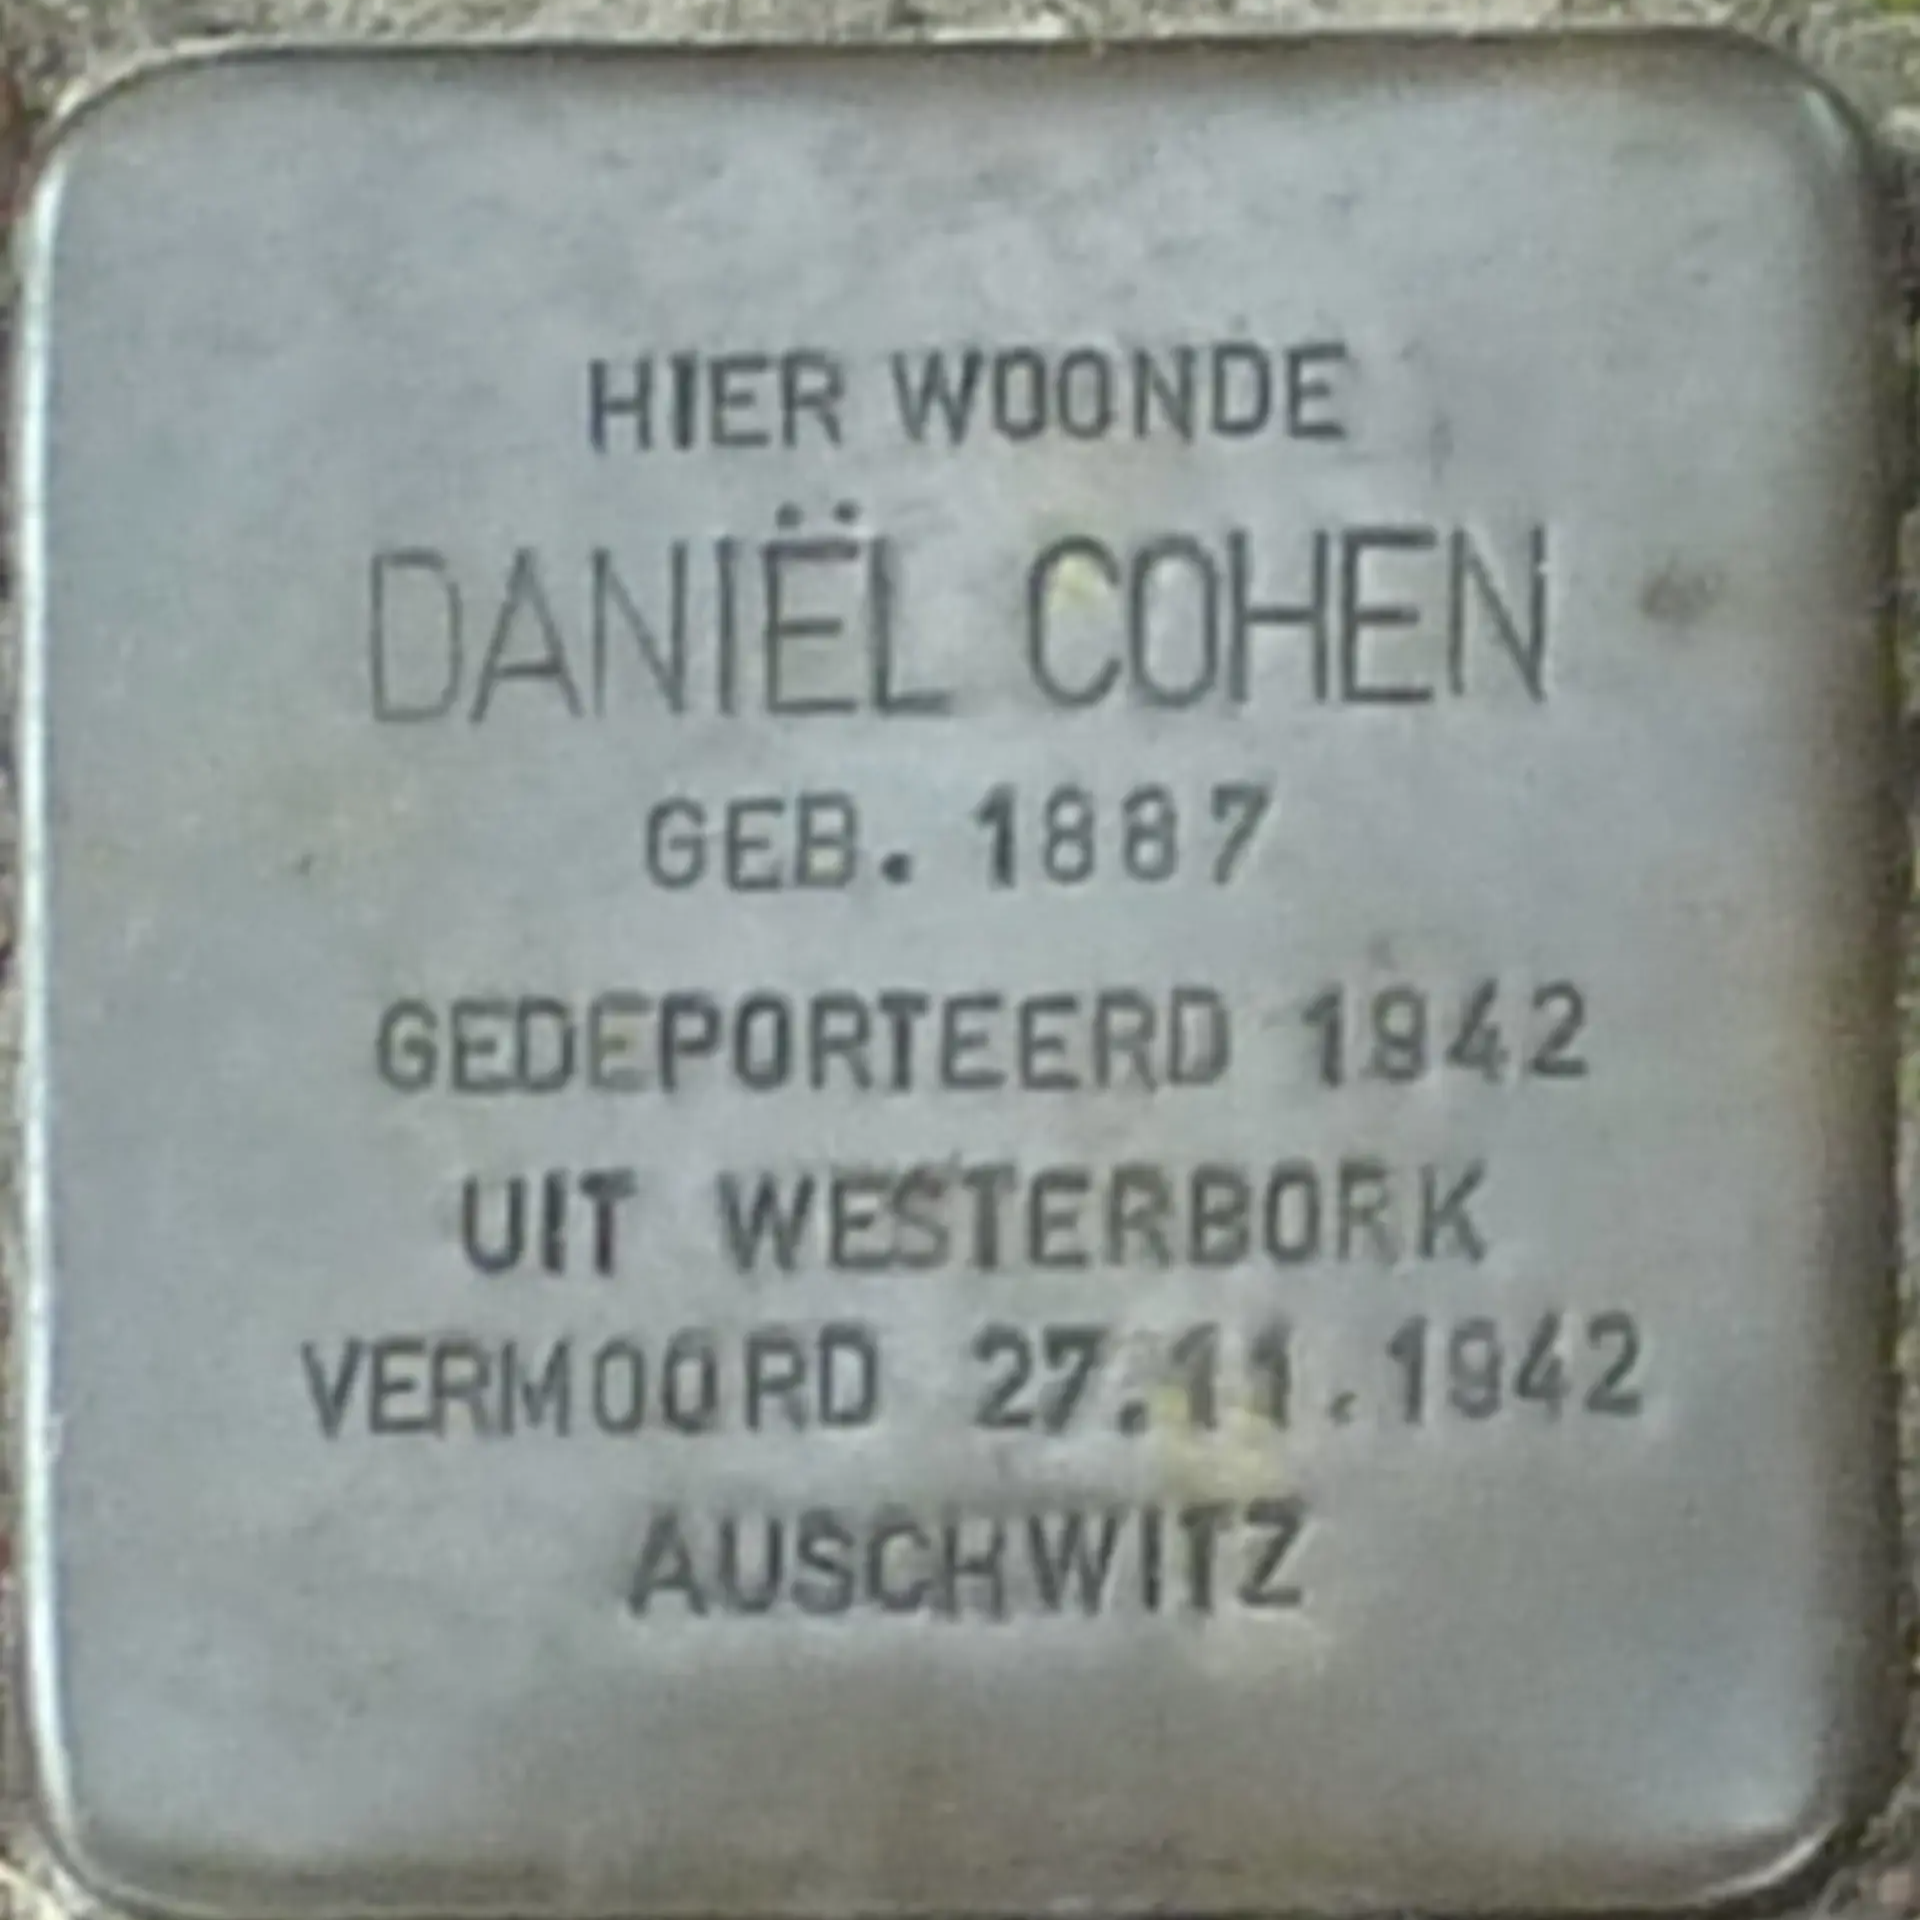 HIER WOONDE
DANIËL COHEN
GEB. 1887
GEDEPORTEERD 1942
UIT WESTERBORK
VERMOORD 27.11.1942
AUSCHWITZ